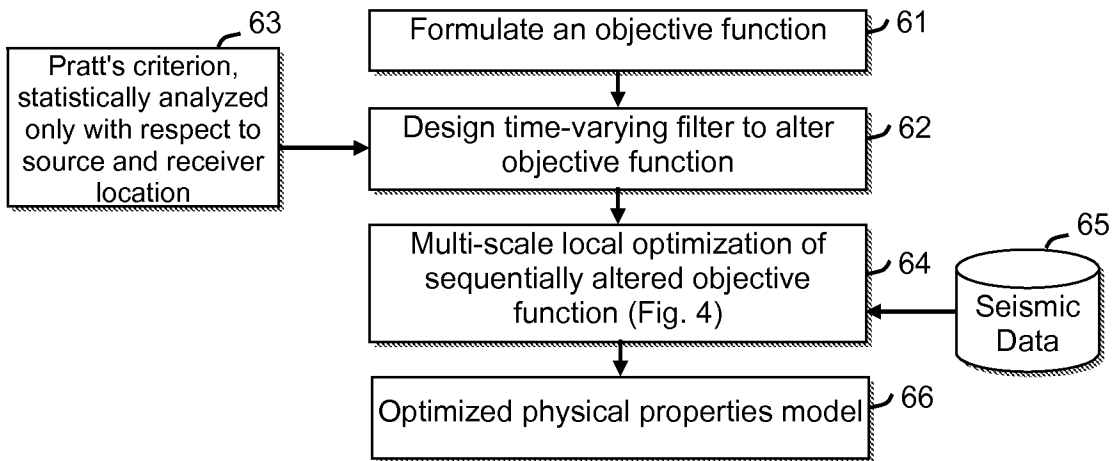 63
Pratt's criterion,
statistically analyzed
only with respect to
source and receiver
location
Formulate an objective function
61
Design time-varying filter to alter
objective function
62
Multi-scale local optimization of
sequentially altered objective
function (Fig. 4)
64
65
Seismic
Data
Optimized physical properties model
66